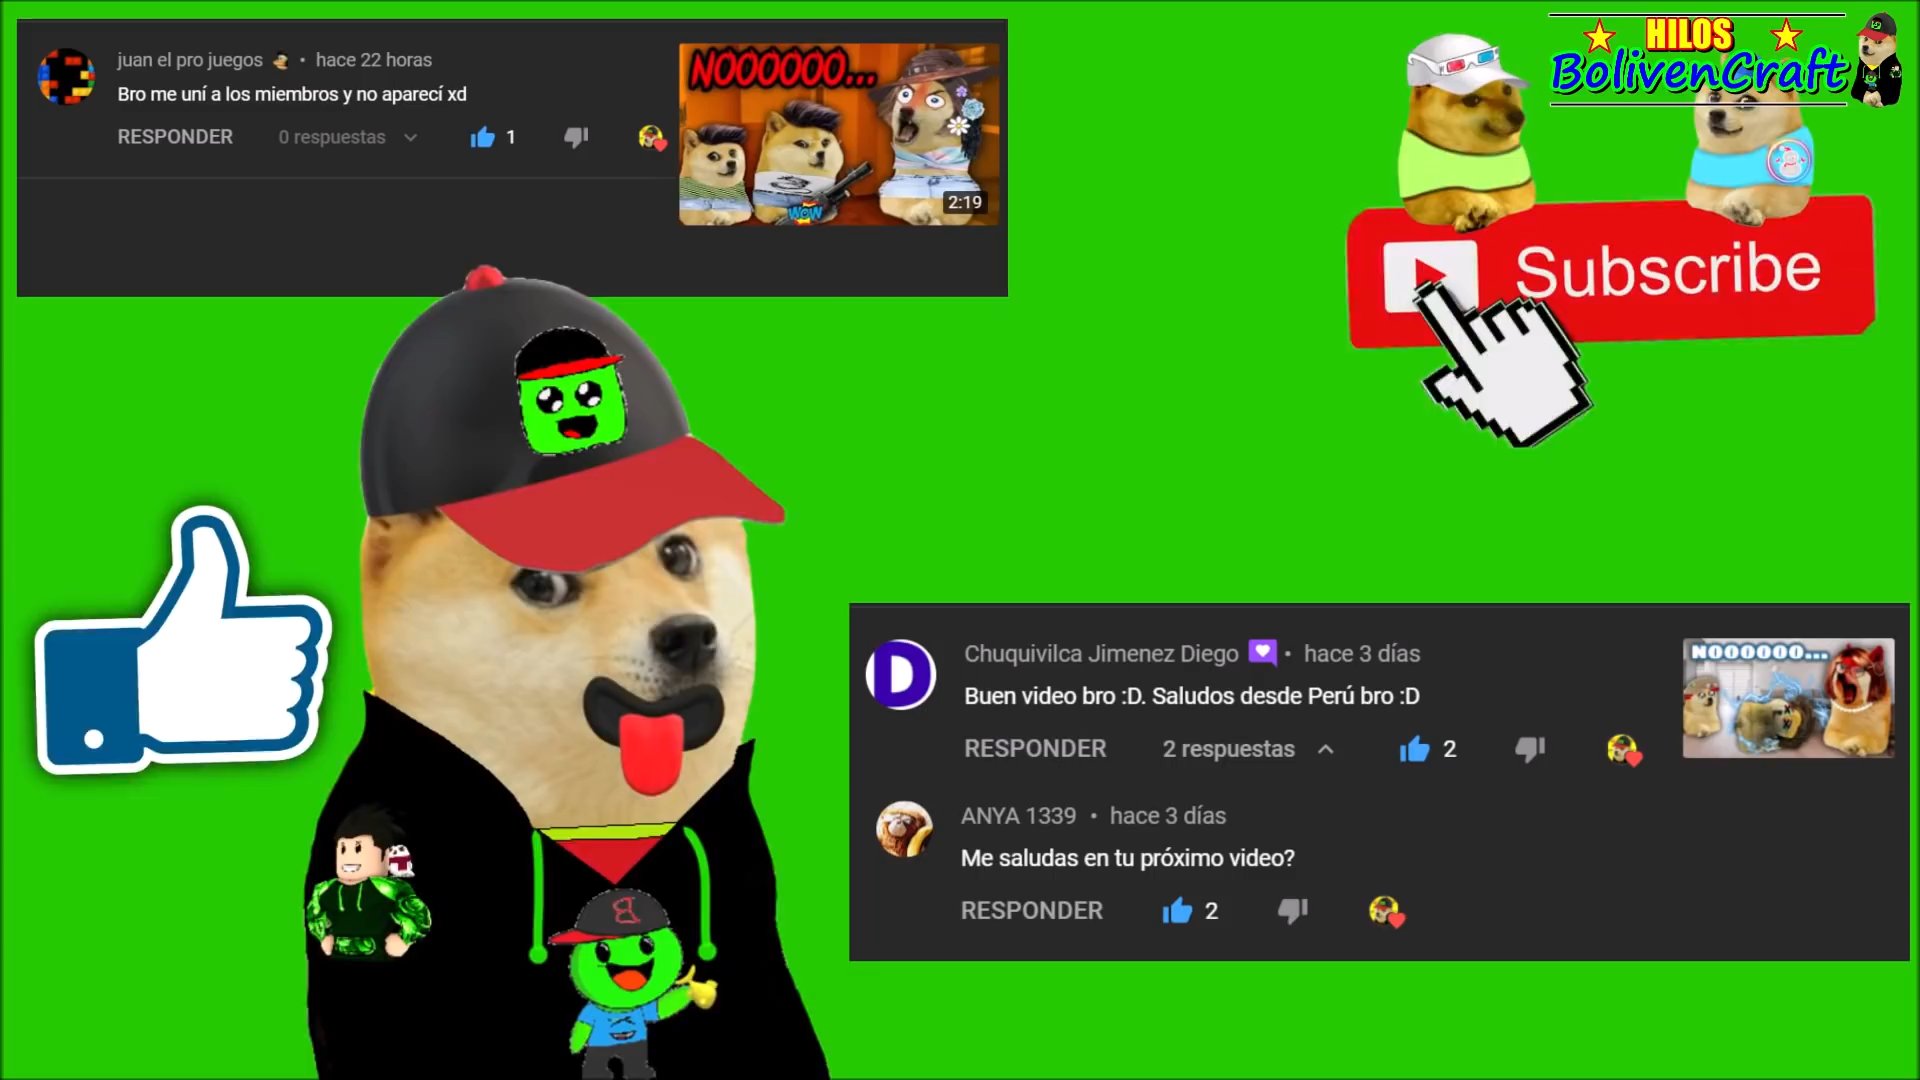 juan el pro juegos • hace 22 horas
Bro me uní a los miembros y no aparecí xd
RESPONDER 0 respuestas 1
NOOOOOO...
WOW
2:19
HILOS
BolivenCraft
Subscribe
B
D
Chuquivilca Jimenez Diego • hace 3 días
Buen video bro :D. Saludos desde Perú bro :D
RESPONDER 2 respuestas 2
NOOOOOO...
ANYA 1339 • hace 3 días
Me saludas en tu próximo video?
RESPONDER 2